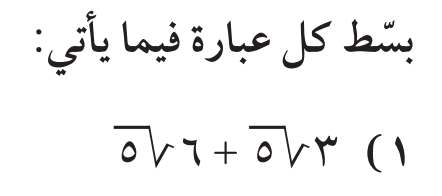 بسّط كل عبارة فيما يأتي:
١) ٣√٥ + ٦√٥